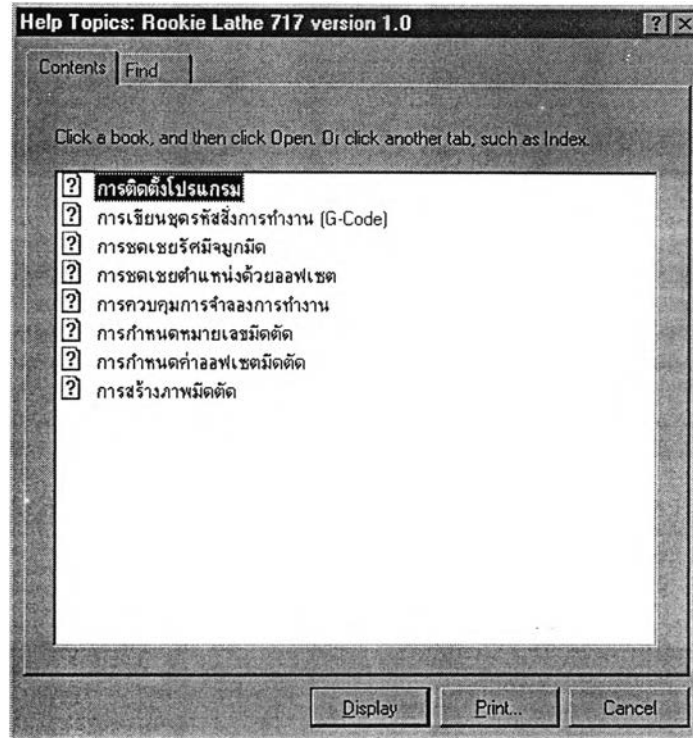 Help Topics: Rookie Lathe 717 version 1.0
Contents Find
Click a book, and then click Open. Or click another tab, such as Index.
การติดตั้งโปรแกรม
การเขียนชุดรหัสสั่งการทำงาน (G-Code)
การชดเชยรัศมีจมูกมีด
การชดเชยตำแหน่งด้วยออฟเซต
การควบคุมการจำลองการทำงาน
การกำหนดหมายเลขมีดตัด
การกำหนดค่าออฟเซตมีดตัด
การสร้างภาพมีดตัด
Display Print... Cancel